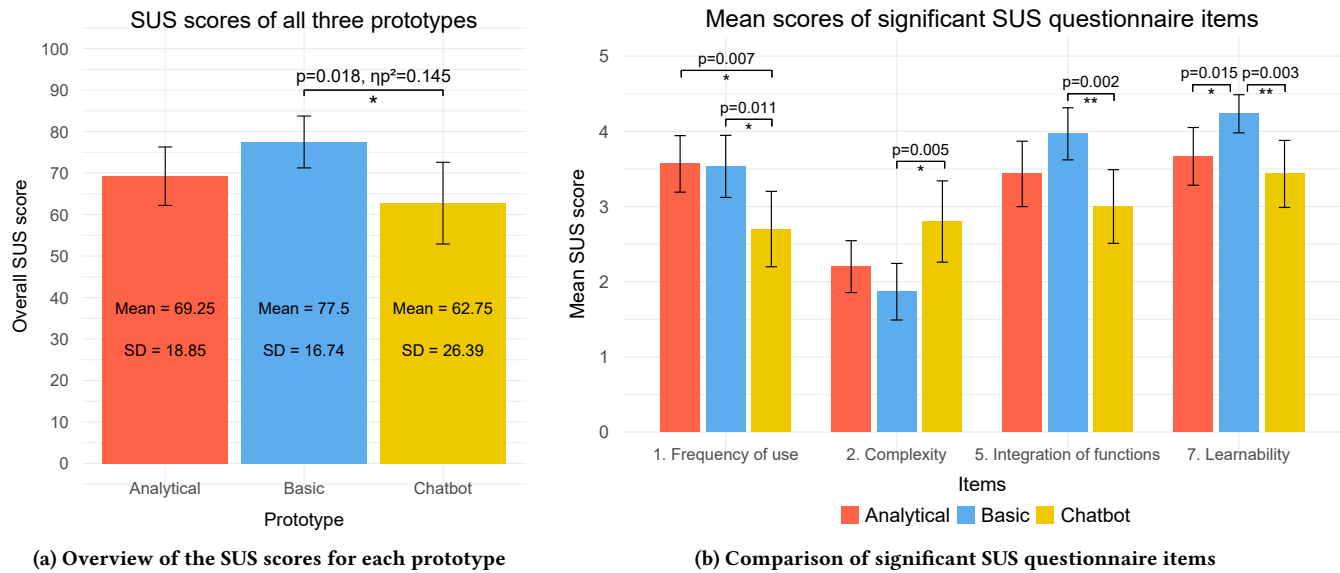 SUS scores of all three prototypes
100
90
80
70
60
50
40
30
20
10
0
Overall SUS score
p=0.018, ηp²=0.145
*
Mean = 69.25
SD = 18.85
Mean = 77.5
SD = 16.74
Mean = 62.75
SD = 26.39
Analytical
Basic
Chatbot
Prototype
(a) Overview of the SUS scores for each prototype
Mean scores of significant SUS questionnaire items
5
4
3
2
1
0
Mean SUS score
p=0.007
*
p=0.011
*
p=0.005
*
p=0.002
**
p=0.015
*
p=0.003
**
1. Frequency of use
2. Complexity
5. Integration of functions
7. Learnability
Items
Analytical
Basic
Chatbot
(b) Comparison of significant SUS questionnaire items